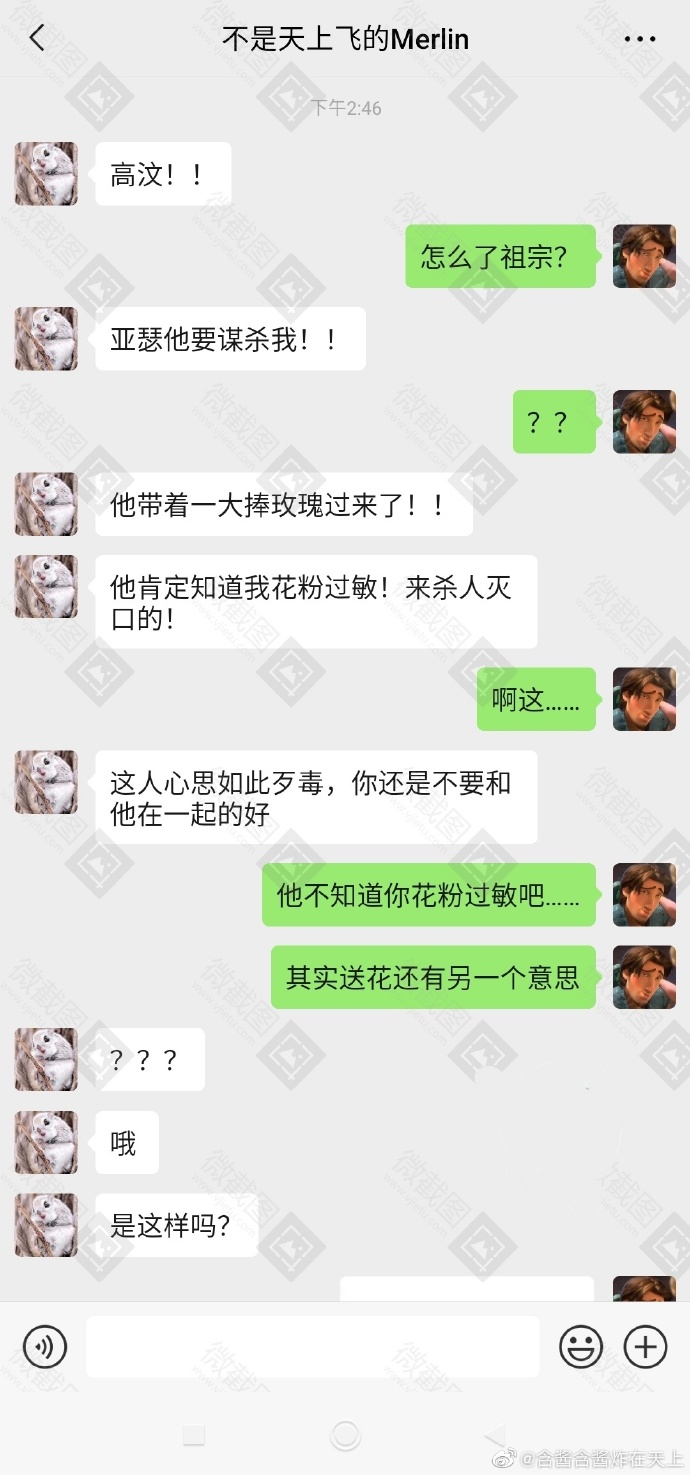 不是天上飞的Merlin
下午2:46
高汶！！
怎么了祖宗？
亚瑟他要谋杀我！！
？？
他带着一大捧玫瑰过来了！！
他肯定知道我花粉过敏！来杀人灭
口的！
啊这……
这人心思如此歹毒，你还是不要和
他在一起的好
他不知道你花粉过敏吧……
其实送花还有另一个意思
？？？
哦
是这样吗？
微截图
@含酱含酱炸在天上